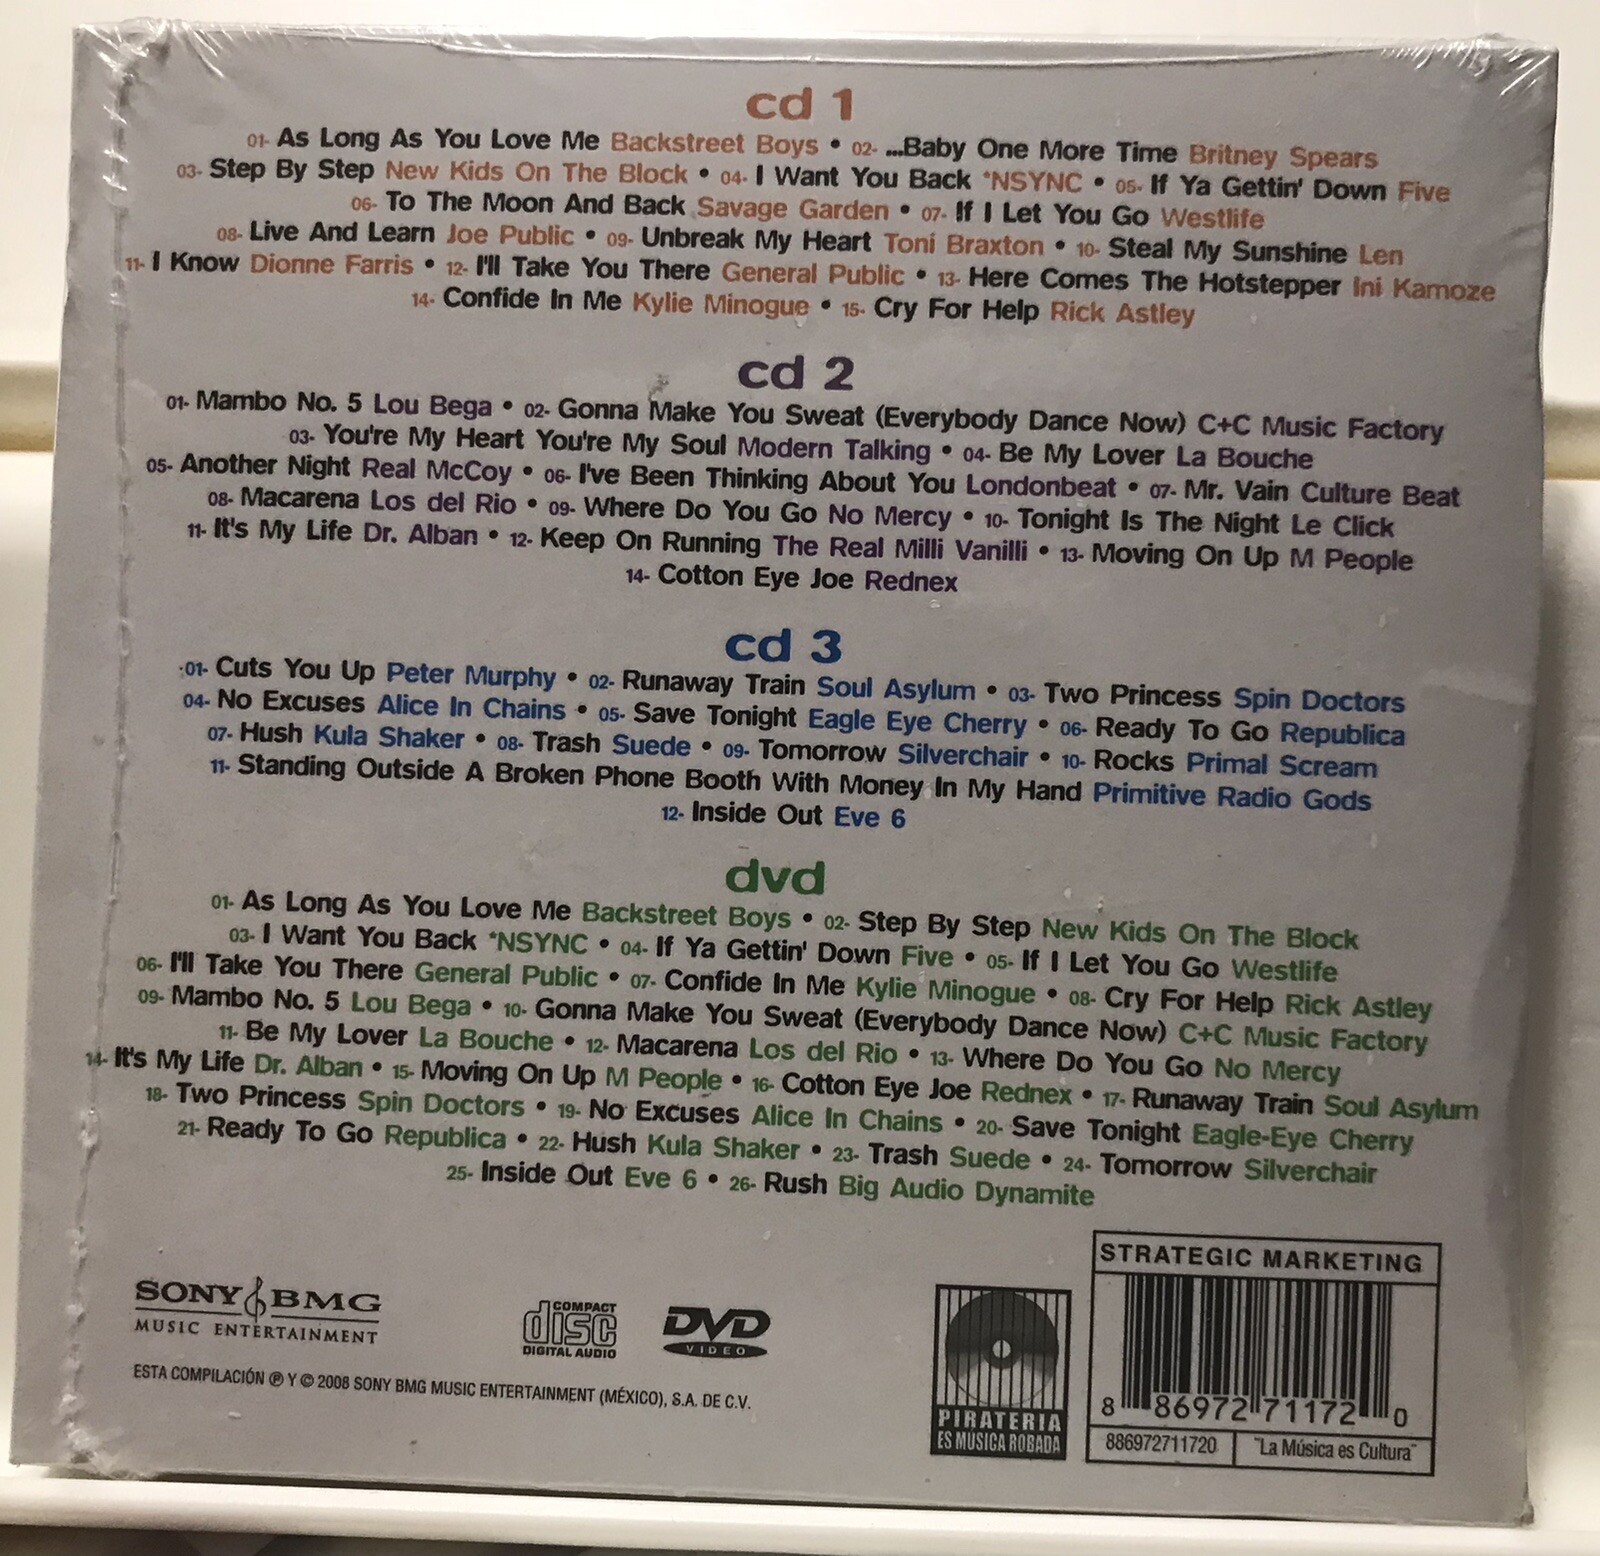 cd 1
01- As Long As You Love Me Backstreet Boys • 02- ...Baby One More Time Britney Spears
03- Step By Step New Kids On The Block • 04- I Want You Back *NSYNC • 05- If Ya Gettin' Down Five
06- To The Moon And Back Savage Garden • 07- If I Let You Go Westlife
08- Live And Learn Joe Public • 09- Unbreak My Heart Toni Braxton • 10- Steal My Sunshine Len
11- I Know Dionne Farris • 12- I'll Take You There General Public • 13- Here Comes The Hotstepper Ini Kamoze
14- Confide In Me Kylie Minogue • 15- Cry For Help Rick Astley
cd 2
01- Mambo No. 5 Lou Bega • 02- Gonna Make You Sweat (Everybody Dance Now) C+C Music Factory
03- You're My Heart You're My Soul Modern Talking • 04- Be My Lover La Bouche
05- Another Night Real McCoy • 06- I've Been Thinking About You Londonbeat • 07- Mr. Vain Culture Beat
08- Macarena Los del Rio • 09- Where Do You Go No Mercy • 10- Tonight Is The Night Le Click
11- It's My Life Dr. Alban • 12- Keep On Running The Real Milli Vanilli • 13- Moving On Up M People
14- Cotton Eye Joe Rednex
cd 3
01- Cuts You Up Peter Murphy • 02- Runaway Train Soul Asylum • 03- Two Princess Spin Doctors
04- No Excuses Alice In Chains • 05- Save Tonight Eagle Eye Cherry • 06- Ready To Go Republica
07- Hush Kula Shaker • 08- Trash Suede • 09- Tomorrow Silverchair • 10- Rocks Primal Scream
11- Standing Outside A Broken Phone Booth With Money In My Hand Primitive Radio Gods
12- Inside Out Eve 6
dvd
01- As Long As You Love Me Backstreet Boys • 02- Step By Step New Kids On The Block
03- I Want You Back *NSYNC • 04- If Ya Gettin' Down Five • 05- If I Let You Go Westlife
06- I'll Take You There General Public • 07- Confide In Me Kylie Minogue • 08- Cry For Help Rick Astley
09- Mambo No. 5 Lou Bega • 10- Gonna Make You Sweat (Everybody Dance Now) C+C Music Factory
11- Be My Lover La Bouche • 12- Macarena Los del Rio • 13- Where Do You Go No Mercy
14- It's My Life Dr. Alban • 15- Moving On Up M People • 16- Cotton Eye Joe Rednex • 17- Runaway Train Soul Asylum
18- Two Princess Spin Doctors • 19- No Excuses Alice In Chains • 20- Save Tonight Eagle-Eye Cherry
21- Ready To Go Republica • 22- Hush Kula Shaker • 23- Trash Suede • 24- Tomorrow Silverchair
25- Inside Out Eve 6 • 26- Rush Big Audio Dynamite
SONY BMG
MUSIC ENTERTAINMENT
COMPACT
disc
DIGITAL AUDIO
DVD
VIDEO
ESTA COMPILACIÓN ℗ Y © 2008 SONY BMG MUSIC ENTERTAINMENT (MÉXICO), S.A. DE C.V.
PIRATERIA
ES MUSICA ROBADA
STRATEGIC MARKETING
8 86972 71172 0
886972711720
"La Música es Cultura"